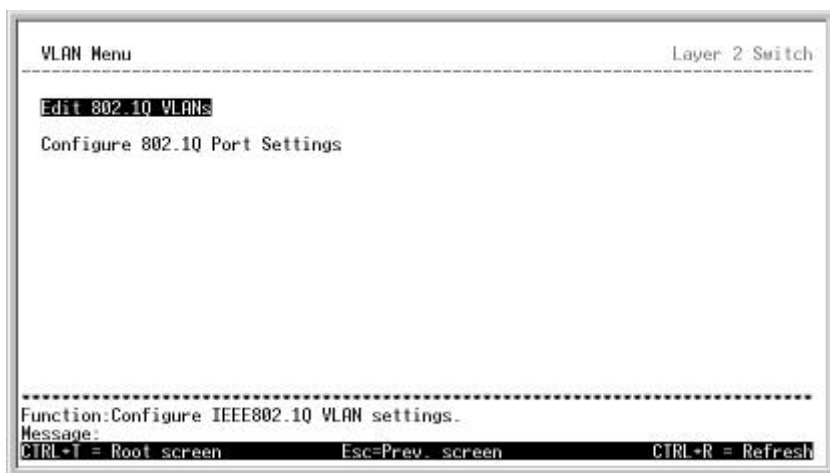 VLAN Menu Layer 2 Switch
Edit 802.1Q VLANs
Configure 802.1Q Port Settings
Function:Configure IEEE802.1Q VLAN settings.
Message:
CTRL+T = Root screen Esc=Prev. screen CTRL+R = Refresh